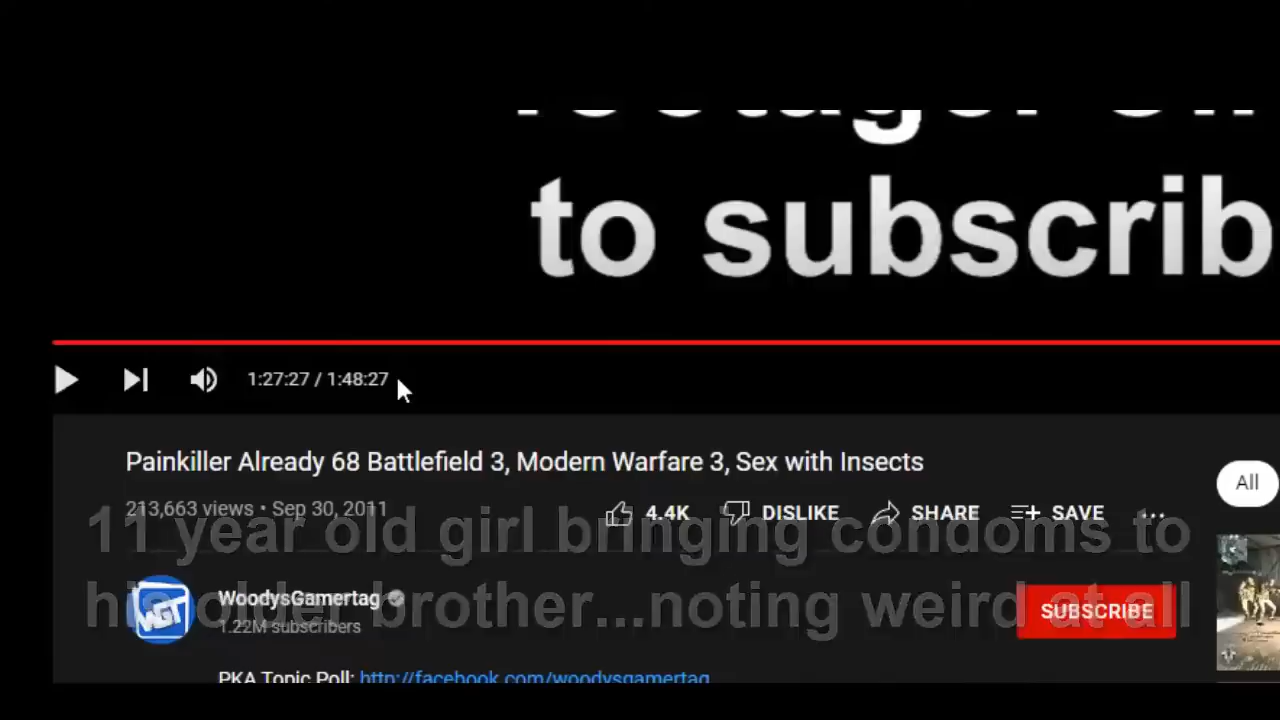 to subscrib
1:27:27 / 1:48:27
Painkiller Already 68 Battlefield 3, Modern Warfare 3, Sex with Insects
All
213,663 views • Sep 30, 2011
4.4K DISLIKE SHARE SAVE ...
11 year old girl bringing condoms to
his older brother...noting weird at all
WGT
WoodysGamertag
1.22M subscribers
SUBSCRIBE
PKA Topic Poll: http://facebook.com/woodysgamertag